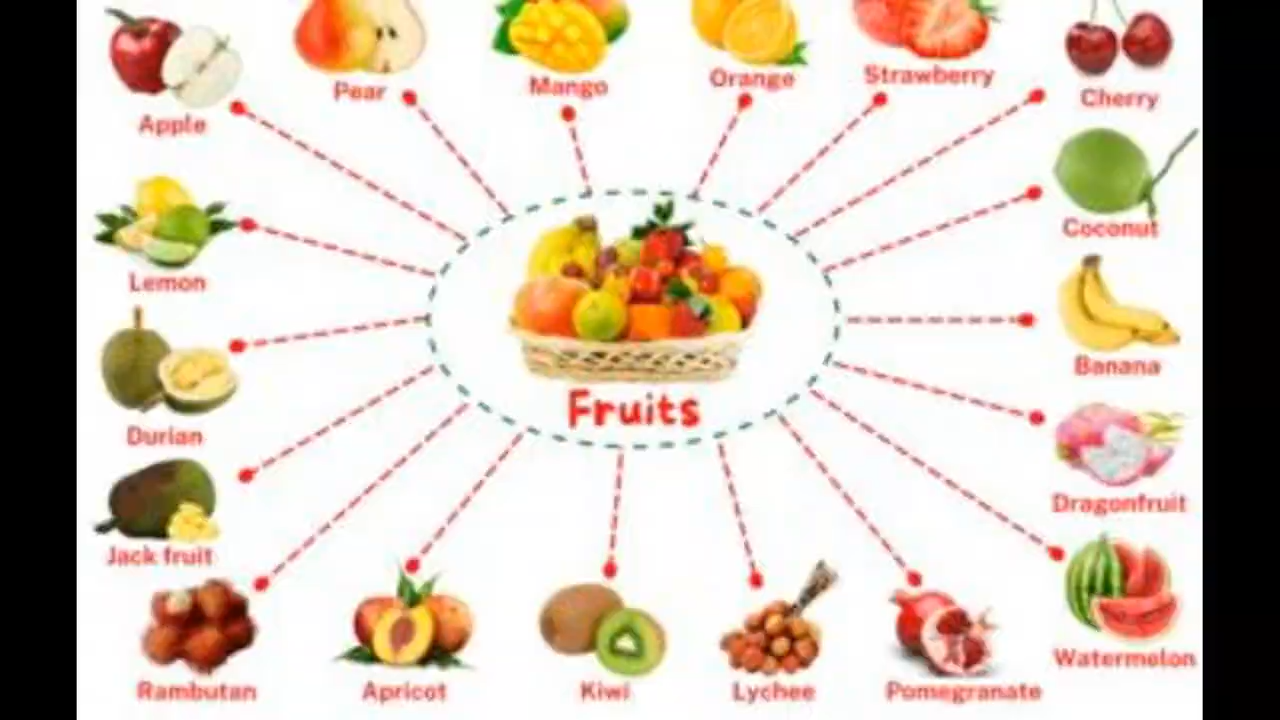 Pear
Mango
Orange
Strawberry
Cherry
Apple
Coconut
Lemon
Banana
Fruits
Durian
Dragonfruit
Jack fruit
Watermelon
Rambutan
Apricot
Kiwi
Lychee
Pomegranate